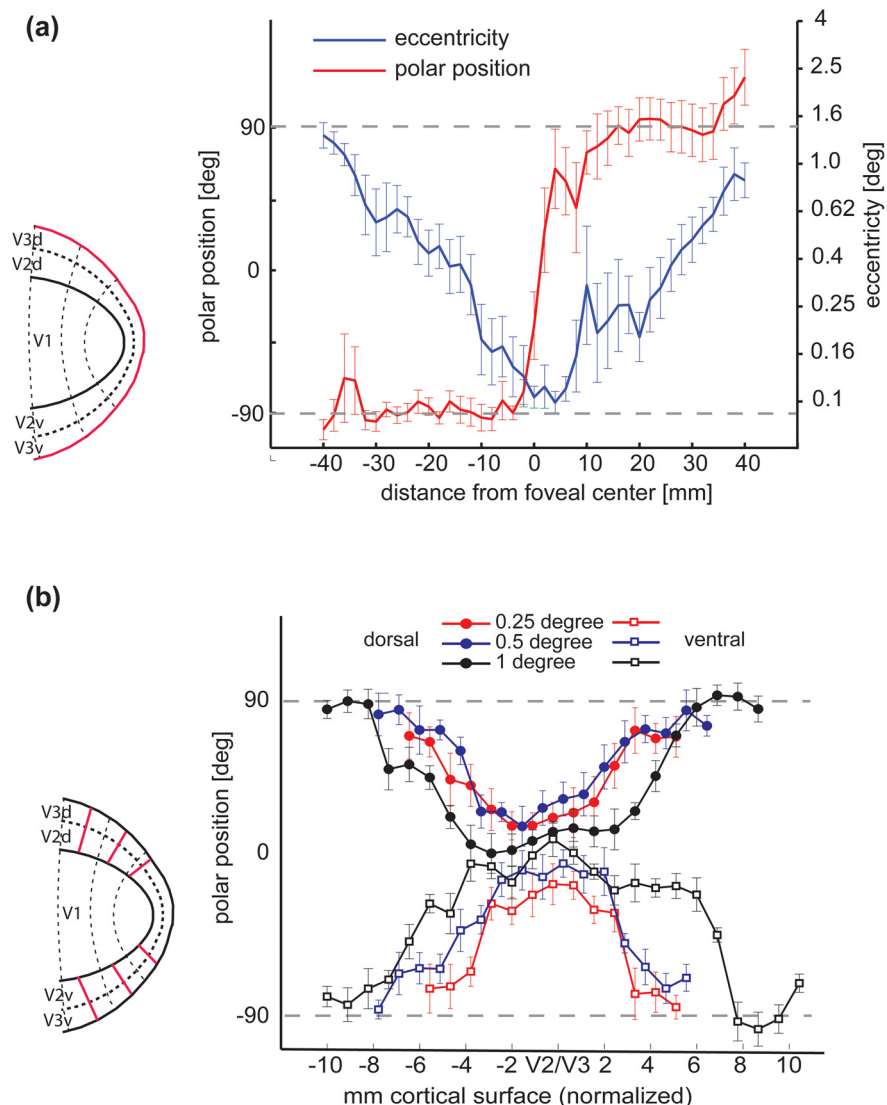 (a)
eccentricity
polar position
4
2.5
1.6
1.0
0.62
0.4
0.25
0.16
0.1
eccentricty [deg]
90
0
-90
polar position [deg]
-40 -30 -20 -10 0 10 20 30 40
distance from foveal center [mm]
V3d
V2d
V1
V2v
V3v
(b)
dorsal
0.25 degree
0.5 degree
1 degree
ventral
90
0
-90
polar position [deg]
-10 -8 -6 -4 -2 V2/V3 2 4 6 8 10
mm cortical surface (normalized)
V3d
V2d
V1
V2v
V3v